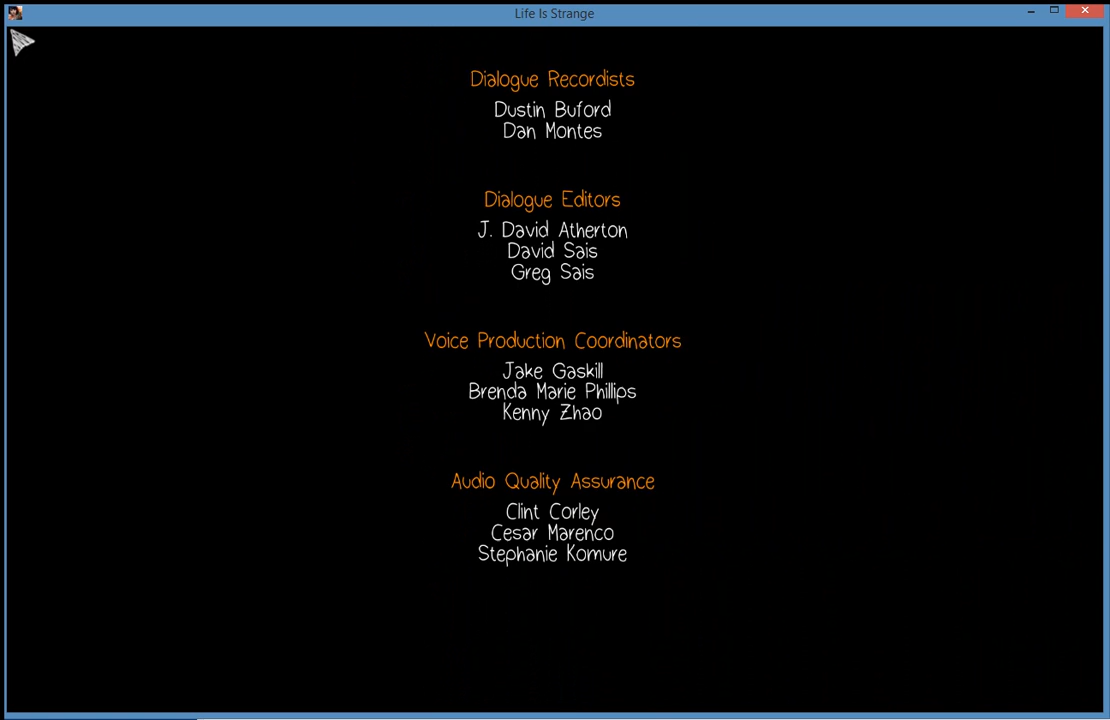 Life Is Strange
Dialogue Recordists
Dustin Buford
Dan Montes
Dialogue Editors
J. David Atherton
David Sais
Greg Sais
Voice Production Coordinators
Jake Gaskill
Brenda Marie Phillips
Kenny Zhao
Audio Quality Assurance
Clint Corley
Cesar Marenco
Stephanie Komure